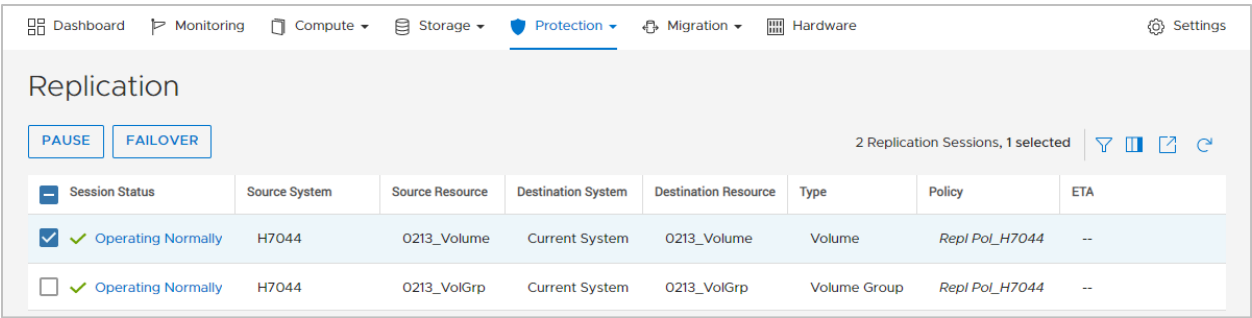 Dashboard Monitoring Compute Storage Protection Migration Hardware Settings
Replication
PAUSE FAILOVER 2 Replication Sessions, 1 selected
Session Status Source System Source Resource Destination System Destination Resource Type Policy ETA
Operating Normally H7044 0213_Volume Current System 0213_Volume Volume Repl Pol_H7044 --
Operating Normally H7044 0213_VolGrp Current System 0213_VolGrp Volume Group Repl Pol_H7044 --